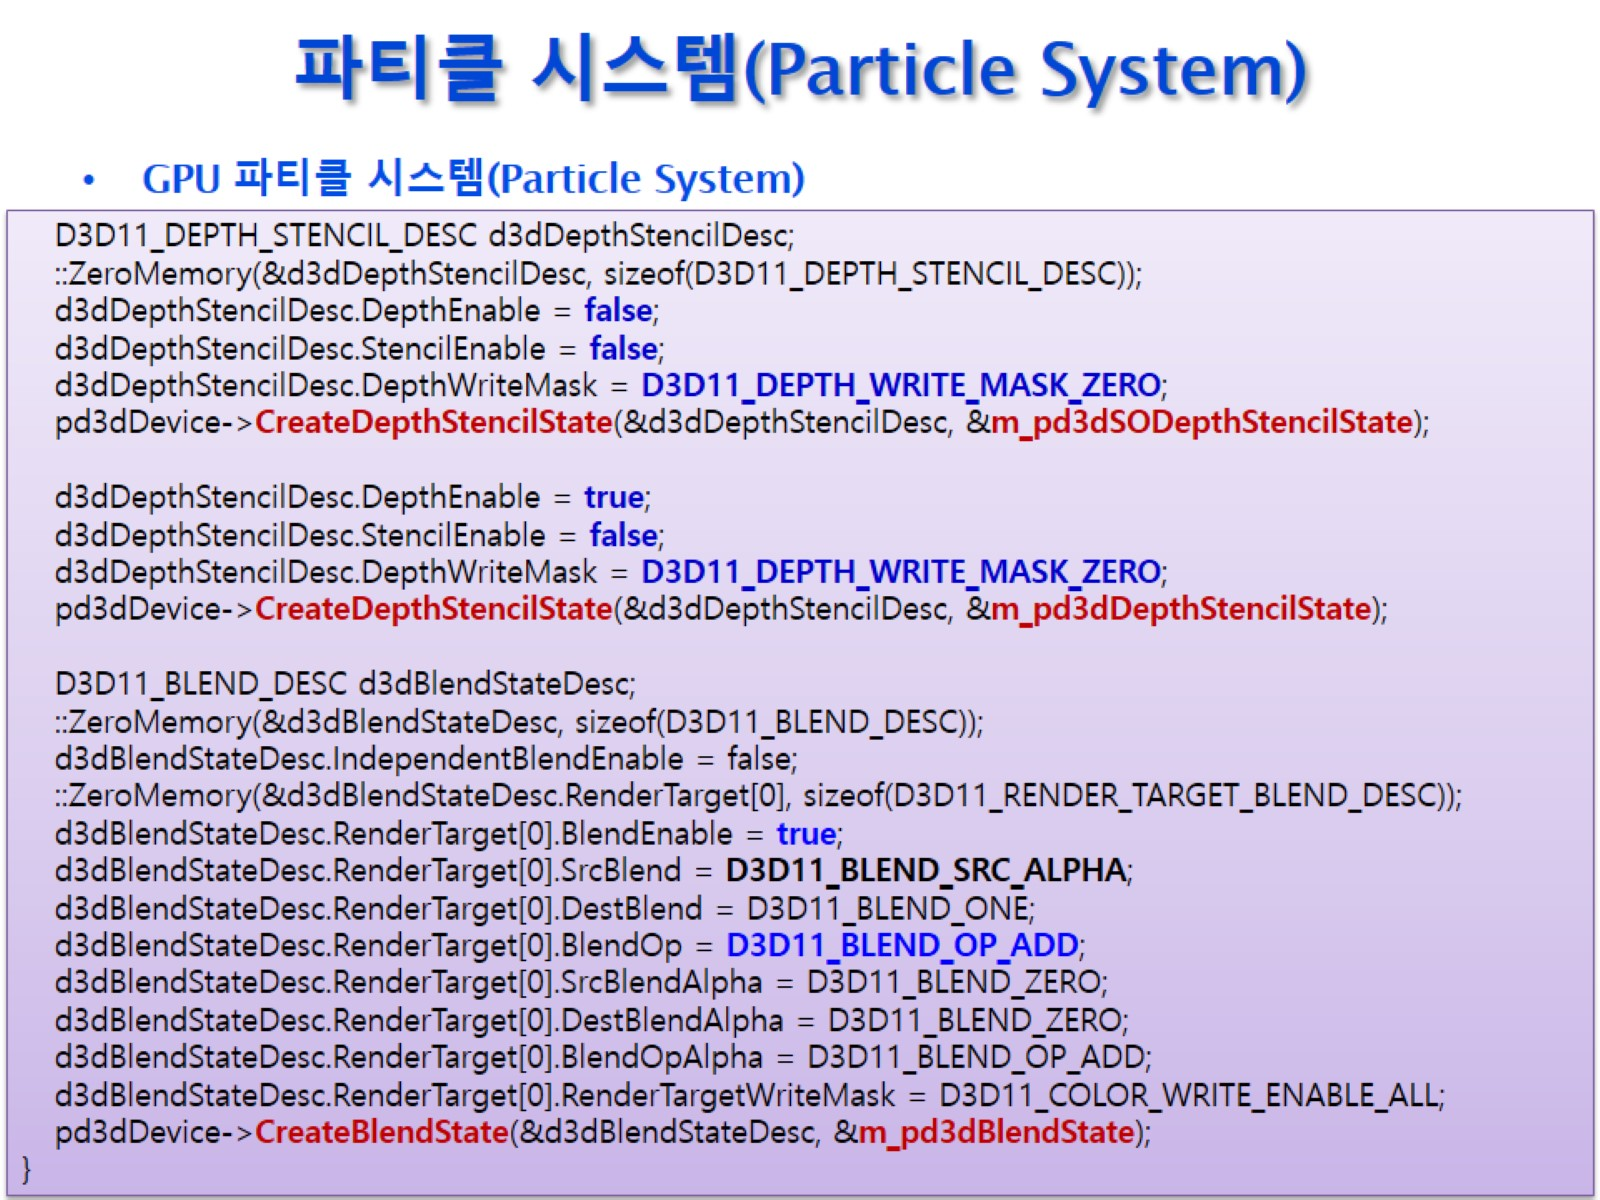 파티클 시스템(Particle System)
• GPU 파티클 시스템(Particle System)
D3D11_DEPTH_STENCIL_DESC d3dDepthStencilDesc;
::ZeroMemory(&d3dDepthStencilDesc, sizeof(D3D11_DEPTH_STENCIL_DESC));
d3dDepthStencilDesc.DepthEnable = false;
d3dDepthStencilDesc.StencilEnable = false;
d3dDepthStencilDesc.DepthWriteMask = D3D11_DEPTH_WRITE_MASK_ZERO;
pd3dDevice->CreateDepthStencilState(&d3dDepthStencilDesc, &m_pd3dSODepthStencilState);
d3dDepthStencilDesc.DepthEnable = true;
d3dDepthStencilDesc.StencilEnable = false;
d3dDepthStencilDesc.DepthWriteMask = D3D11_DEPTH_WRITE_MASK_ZERO;
pd3dDevice->CreateDepthStencilState(&d3dDepthStencilDesc, &m_pd3dDepthStencilState);
D3D11_BLEND_DESC d3dBlendStateDesc;
::ZeroMemory(&d3dBlendStateDesc, sizeof(D3D11_BLEND_DESC));
d3dBlendStateDesc.IndependentBlendEnable = false;
::ZeroMemory(&d3dBlendStateDesc.RenderTarget[0], sizeof(D3D11_RENDER_TARGET_BLEND_DESC));
d3dBlendStateDesc.RenderTarget[0].BlendEnable = true;
d3dBlendStateDesc.RenderTarget[0].SrcBlend = D3D11_BLEND_SRC_ALPHA;
d3dBlendStateDesc.RenderTarget[0].DestBlend = D3D11_BLEND_ONE;
d3dBlendStateDesc.RenderTarget[0].BlendOp = D3D11_BLEND_OP_ADD;
d3dBlendStateDesc.RenderTarget[0].SrcBlendAlpha = D3D11_BLEND_ZERO;
d3dBlendStateDesc.RenderTarget[0].DestBlendAlpha = D3D11_BLEND_ZERO;
d3dBlendStateDesc.RenderTarget[0].BlendOpAlpha = D3D11_BLEND_OP_ADD;
d3dBlendStateDesc.RenderTarget[0].RenderTargetWriteMask = D3D11_COLOR_WRITE_ENABLE_ALL;
pd3dDevice->CreateBlendState(&d3dBlendStateDesc, &m_pd3dBlendState);
}